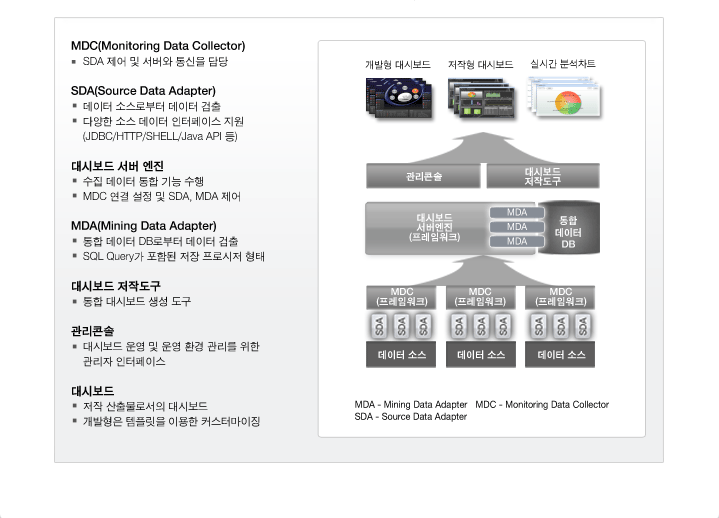 MDC(Monitoring Data Collector)
▪ SDA 제어 및 서버와 통신을 담당
SDA(Source Data Adapter)
▪ 데이터 소스로부터 데이터 검출
▪ 다양한 소스 데이터 인터페이스 지원
(JDBC/HTTP/SHELL/Java API 등)
대시보드 서버 엔진
▪ 수집 데이터 통합 기능 수행
▪ MDC 연결 설정 및 SDA, MDA 제어
MDA(Mining Data Adapter)
▪ 통합 데이터 DB로부터 데이터 검출
▪ SQL Query가 포함된 저장 프로시저 형태
대시보드 저작도구
▪ 통합 대시보드 생성 도구
관리콘솔
▪ 대시보드 운영 및 운영 환경 관리를 위한
관리자 인터페이스
대시보드
▪ 저작 산출물로서의 대시보드
▪ 개발형은 템플릿을 이용한 커스터마이징
개발형 대시보드 저작형 대시보드 실시간 분석차트
관리콘솔
대시보드
저작도구
대시보드
서버엔진
(프레임워크)
MDA
MDA
MDA
통합
데이터
DB
MDC
(프레임워크)
MDC
(프레임워크)
MDC
(프레임워크)
SDA SDA SDA
SDA SDA SDA
SDA SDA SDA
데이터 소스 데이터 소스 데이터 소스
MDA - Mining Data Adapter MDC - Monitoring Data Collector
SDA - Source Data Adapter